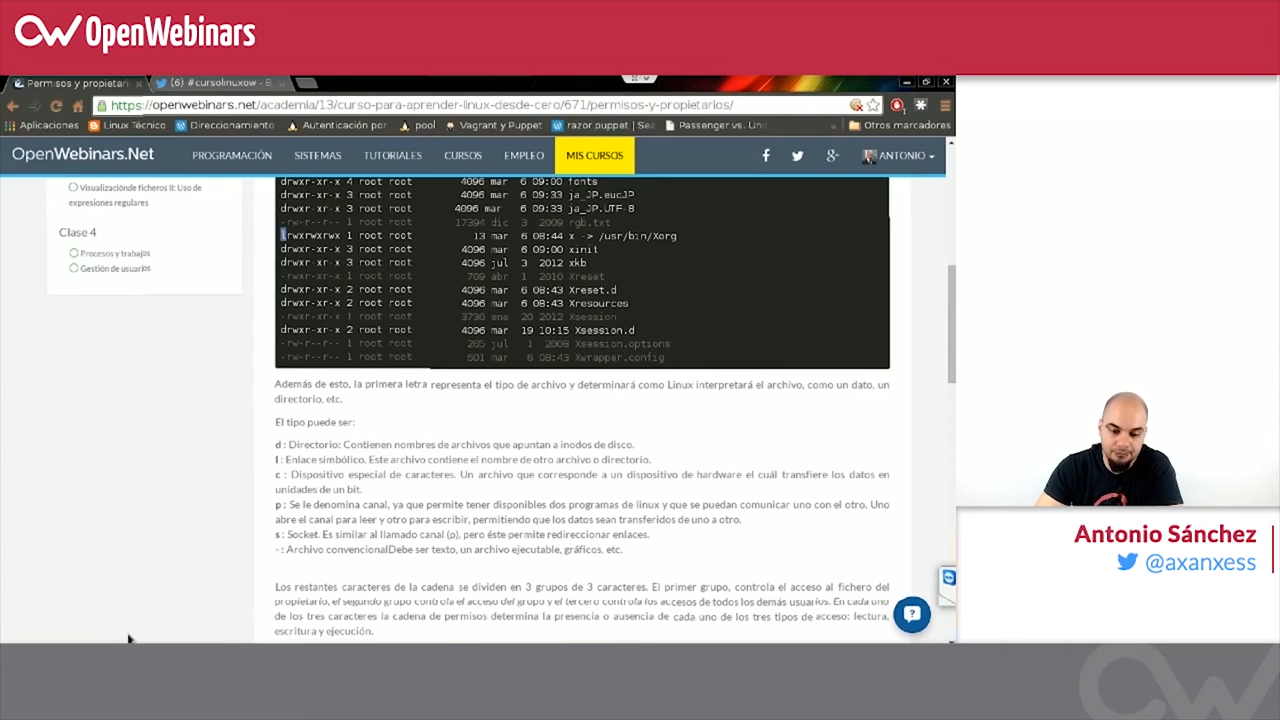 OpenWebinars
Permisos y propietari
(6) #cursolinuxow - B
https://openwebinars.net/academia/13/curso-para-aprender-linux-desde-cero/671/permisos-y-propietarios/
Aplicaciones
Linux Técnico
Direccionamiento
Autenticación por
pool
Vagrant y Puppet
razor puppet | Sea
Passenger vs. Uni
Otros marcadores
OpenWebinars.Net
PROGRAMACIÓN
SISTEMAS
TUTORIALES
CURSOS
EMPLEO
MIS CURSOS
ANTONIO
Visualizaciónde ficheros II: Uso de
expresiones regulares
Clase 4
Procesos y trabajos
Gestión de usuarios
drwxr-xr-x 4 root root 4096 mar 6 09:00 fonts
drwxr-xr-x 3 root root 4096 mar 6 09:33 ja_JP.eucJP
drwxr-xr-x 3 root root 4096 mar 6 09:33 ja_JP.UTF-8
-rw-r--r-- 1 root root 17394 dic 3 2009 rgb.txt
lrwxrwxrwx 1 root root 13 mar 6 08:44 x -> /usr/bin/Xorg
drwxr-xr-x 3 root root 4096 mar 6 09:00 xinit
drwxr-xr-x 3 root root 4096 jul 3 2012 xkb
-rwxr-xr-x 1 root root 709 abr 1 2010 Xreset
drwxr-xr-x 2 root root 4096 mar 6 08:43 Xreset.d
drwxr-xr-x 2 root root 4096 mar 6 08:43 Xresources
-rwxr-xr-x 1 root root 3730 ene 20 2012 Xsession
drwxr-xr-x 2 root root 4096 mar 19 10:15 Xsession.d
-rw-r--r-- 1 root root 265 jul 1 2008 Xsession.options
-rw-r--r-- 1 root root 601 mar 6 08:43 Xwrapper.config
Además de esto, la primera letra representa el tipo de archivo y determinará como Linux interpretará el archivo, como un dato, un
directorio, etc.
El tipo puede ser:
d : Directorio: Contienen nombres de archivos que apuntan a inodos de disco.
l : Enlace simbólico. Este archivo contiene el nombre de otro archivo o directorio.
c : Dispositivo especial de caracteres. Un archivo que corresponde a un dispositivo de hardware el cuál transfiere los datos en
unidades de un bit.
p : Se le denomina canal, ya que permite tener disponibles dos programas de linux y que se puedan comunicar uno con el otro. Uno
abre el canal para leer y otro para escribir, permitiendo que los datos sean transferidos de uno a otro.
s : Socket. Es similar al llamado canal (p), pero éste permite redireccionar enlaces.
- : Archivo convencionalDebe ser texto, un archivo ejecutable, gráficos, etc.
Los restantes caracteres de la cadena se dividen en 3 grupos de 3 caracteres. El primer grupo, controla el acceso al fichero del
propietario, el segundo grupo controla el acceso del grupo y el tercero controla los accesos de todos los demás usuarios. En cada uno
de los tres caracteres la cadena de permisos determina la presencia o ausencia de cada uno de los tres tipos de acceso: lectura,
escritura y ejecución.
Antonio Sánchez
@axanxess